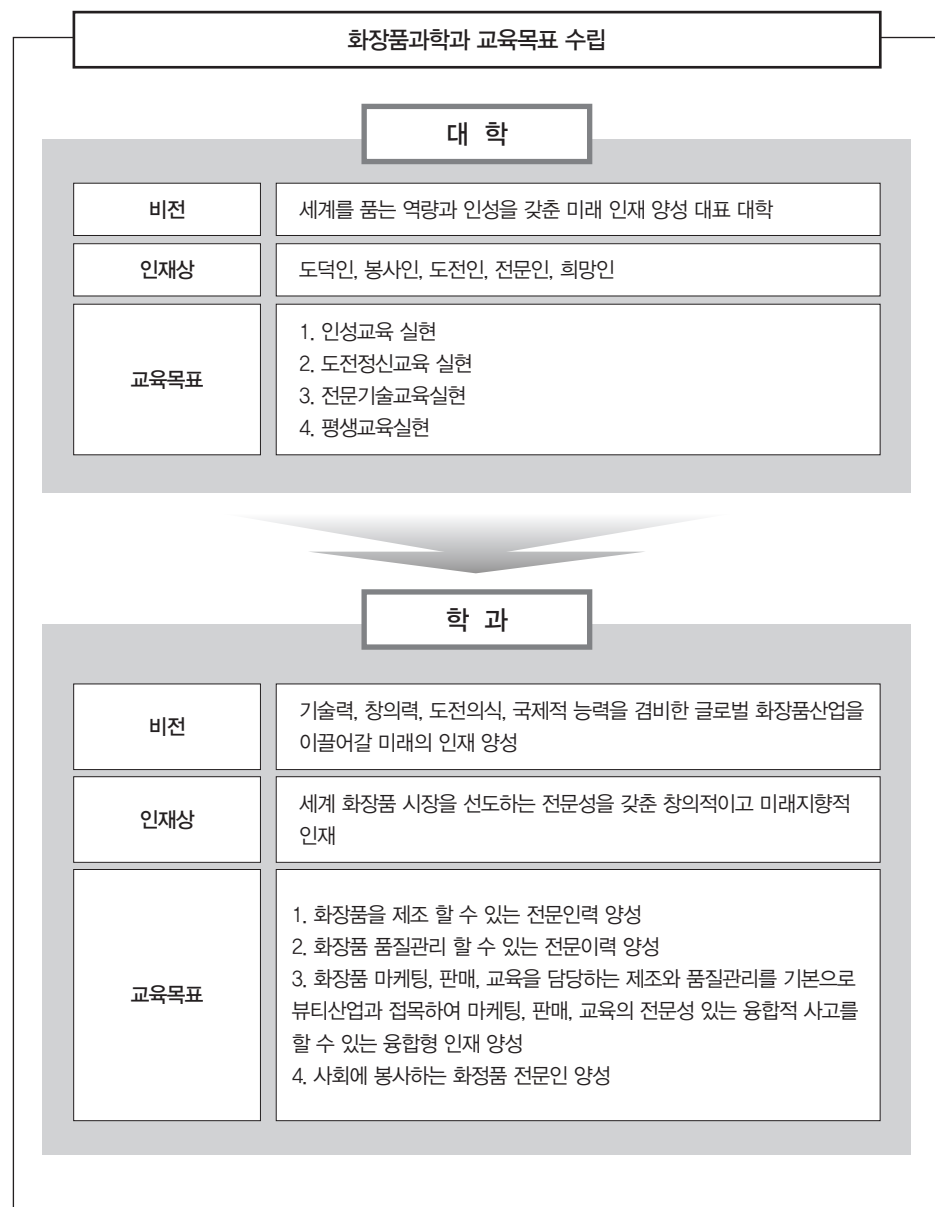 화장품과학과 교육목표 수립
대 학
비전
세계를 품는 역량과 인성을 갖춘 미래 인재 양성 대표 대학
인재상
도덕인, 봉사인, 도전인, 전문인, 희망인
교육목표
1. 인성교육 실현
2. 도전정신교육 실현
3. 전문기술교육실현
4. 평생교육실현
학 과
비전
기술력, 창의력, 도전의식, 국제적 능력을 겸비한 글로벌 화장품산업을
이끌어갈 미래의 인재 양성
인재상
세계 화장품 시장을 선도하는 전문성을 갖춘 창의적이고 미래지향적
인재
교육목표
1. 화장품을 제조 할 수 있는 전문인력 양성
2. 화장품 품질관리 할 수 있는 전문이력 양성
3. 화장품 마케팅, 판매, 교육을 담당하는 제조와 품질관리를 기본으로
뷰티산업과 접목하여 마케팅, 판매, 교육의 전문성 있는 융합적 사고를
할 수 있는 융합형 인재 양성
4. 사회에 봉사하는 화정품 전문인 양성